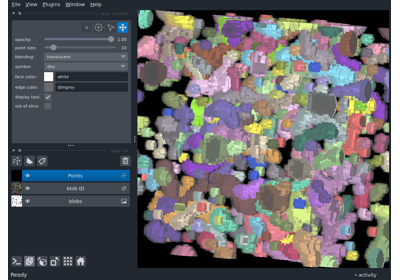 File View Plugins Window Help
opacity: 1.00
point size: 10
blending: translucent
symbol: disc
face color: white
edge color: dimgrey
display text:
out of slice:
Points
blob ID
blobs
Ready
activity